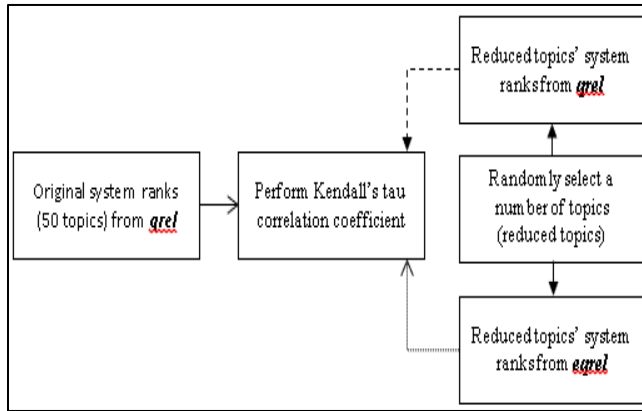 Original system ranks
(50 topics) from qrel
Perform Kendall's tau
correlation coefficient
Reduced topics' system
ranks from qrel
Randomly select a
number of topics
(reduced topics)
Reduced topics' system
ranks from eqrel